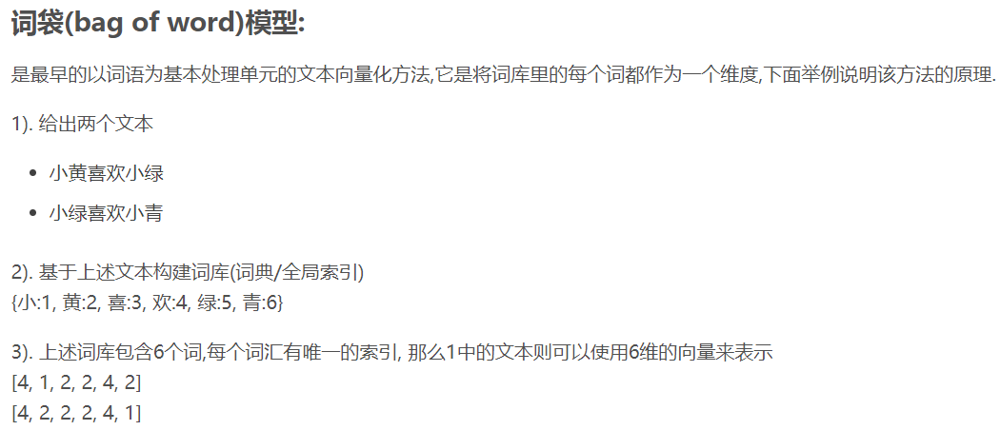 词袋(bag of word)模型:
是最早的以词语为基本处理单元的文本向量化方法,它是将词库里的每个词都作为一个维度,下面举例说明该方法的原理.
1). 给出两个文本
• 小黄喜欢小绿
• 小绿喜欢小青
2). 基于上述文本构建词库(词典/全局索引)
{小:1, 黄:2, 喜:3, 欢:4, 绿:5, 青:6}
3). 上述词库包含6个词,每个词汇有唯一的索引, 那么1中的文本则可以使用6维的向量来表示
[4, 1, 2, 2, 4, 2]
[4, 2, 2, 2, 4, 1]